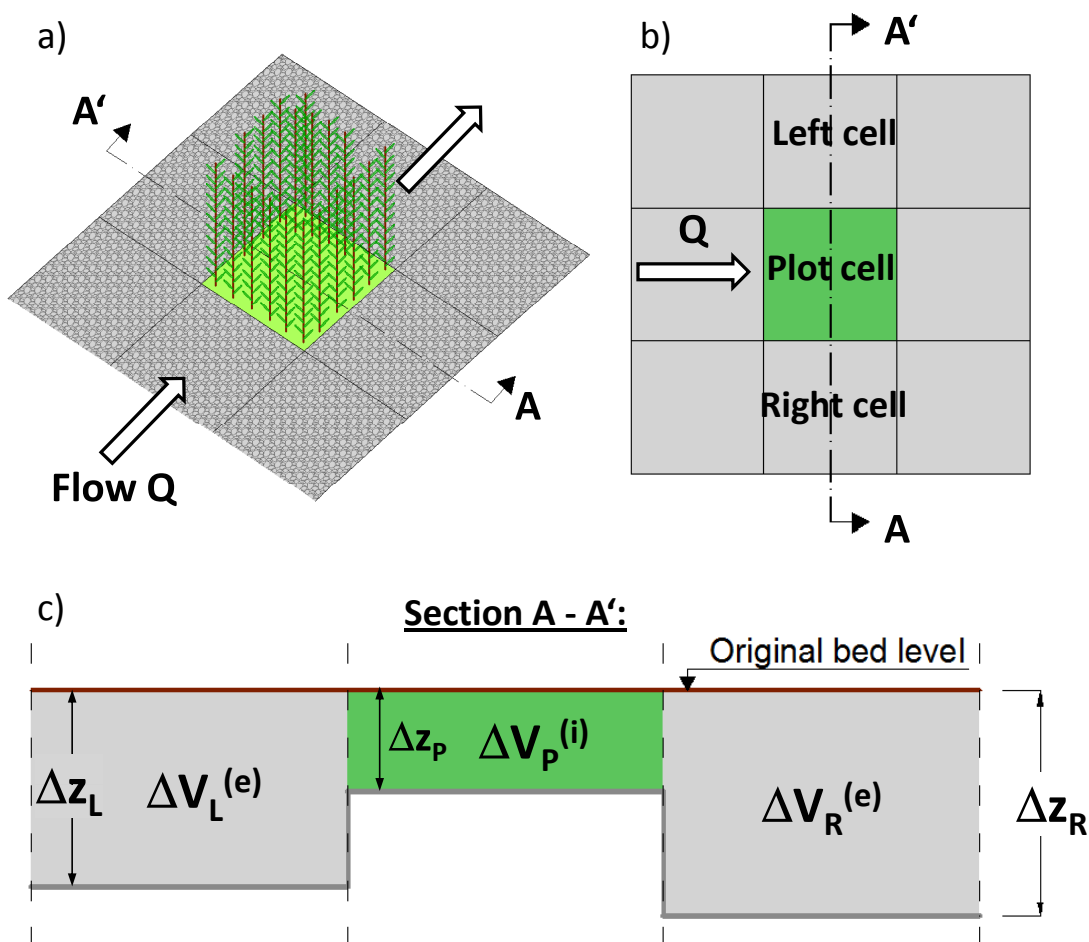 a)
A‘
A
Flow Q
b)
A‘
Left cell
Q
Plot cell
Right cell
A
c)
Section A - A‘:
Original bed level
Δz_L
ΔV_L^(e)
Δz_P
ΔV_P^(i)
ΔV_R^(e)
Δz_R